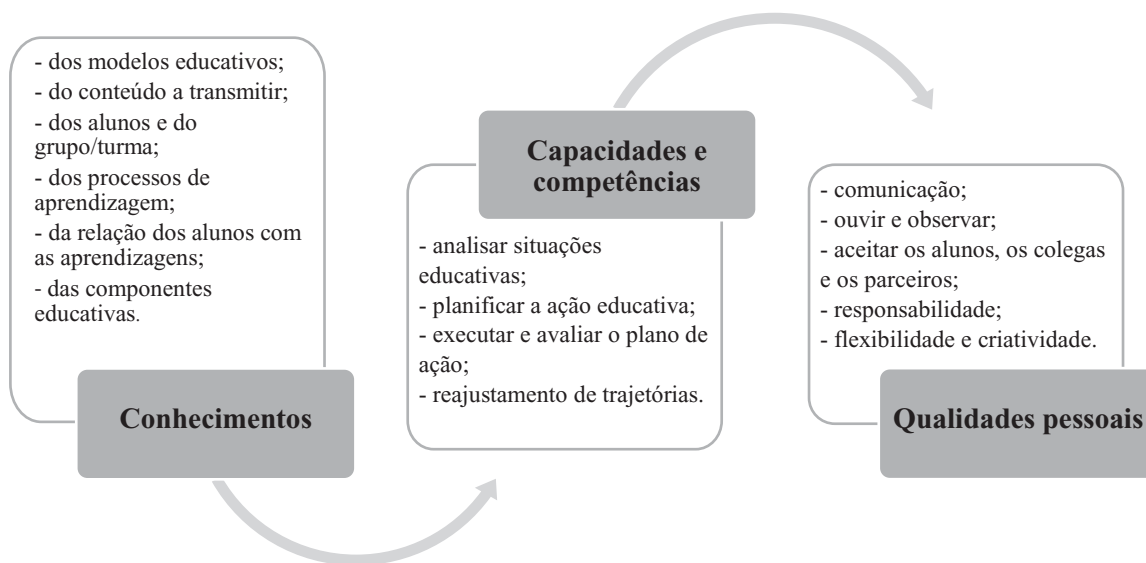 - dos modelos educativos;
- do conteúdo a transmitir;
- dos alunos e do
grupo/turma;
- dos processos de
aprendizagem;
- da relação dos alunos com
as aprendizagens;
- das componentes
educativas.
Conhecimentos
Capacidades e
competências
- analisar situações
educativas;
- planificar a ação educativa;
- executar e avaliar o plano de
ação;
- reajustamento de trajetórias.
- comunicação;
- ouvir e observar;
- aceitar os alunos, os colegas
e os parceiros;
- responsabilidade;
- flexibilidade e criatividade.
Qualidades pessoais